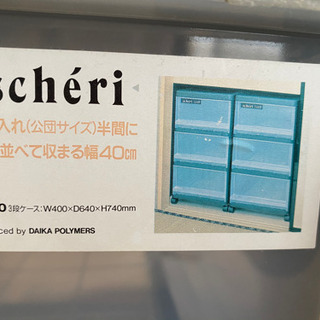 schéri
入れ(公団サイズ)半間に
並べて収まる幅40cm
0 3段ケース:W400×D640×H740mm
ced by DAIKA POLYMERS